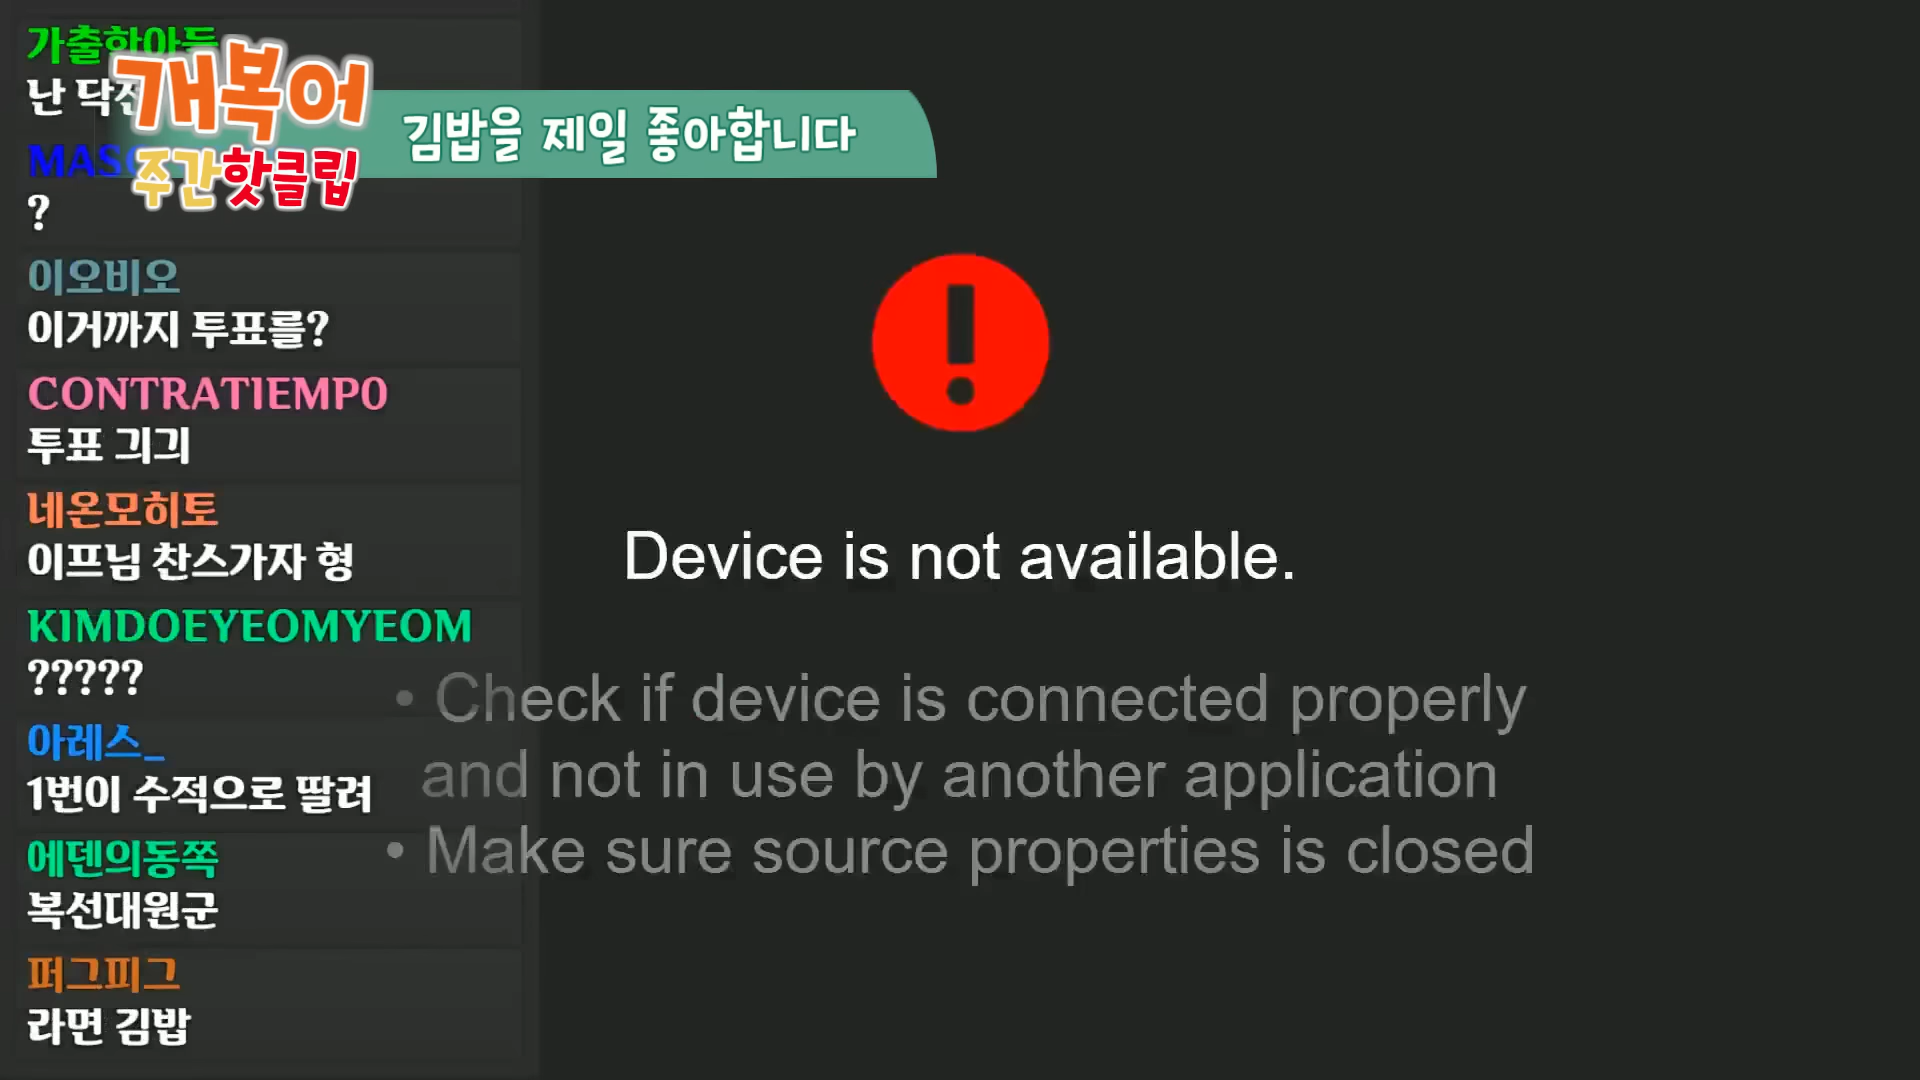 가출한아들
난 닥전
개복어
주간핫클립
김밥을 제일 좋아합니다
MAS
?
이오비오
이거까지 투표를?
CONTRATIEMP0
투표 긔긔
네온모히토
이프님 찬스가자 형
KIMDOEYEOMYEOM
?????
아레스_
1번이 수적으로 딸려
에덴의동쪽
복선대원군
퍼그피그
라면 김밥
Device is not available.
• Check if device is connected properly
and not in use by another application
• Make sure source properties is closed